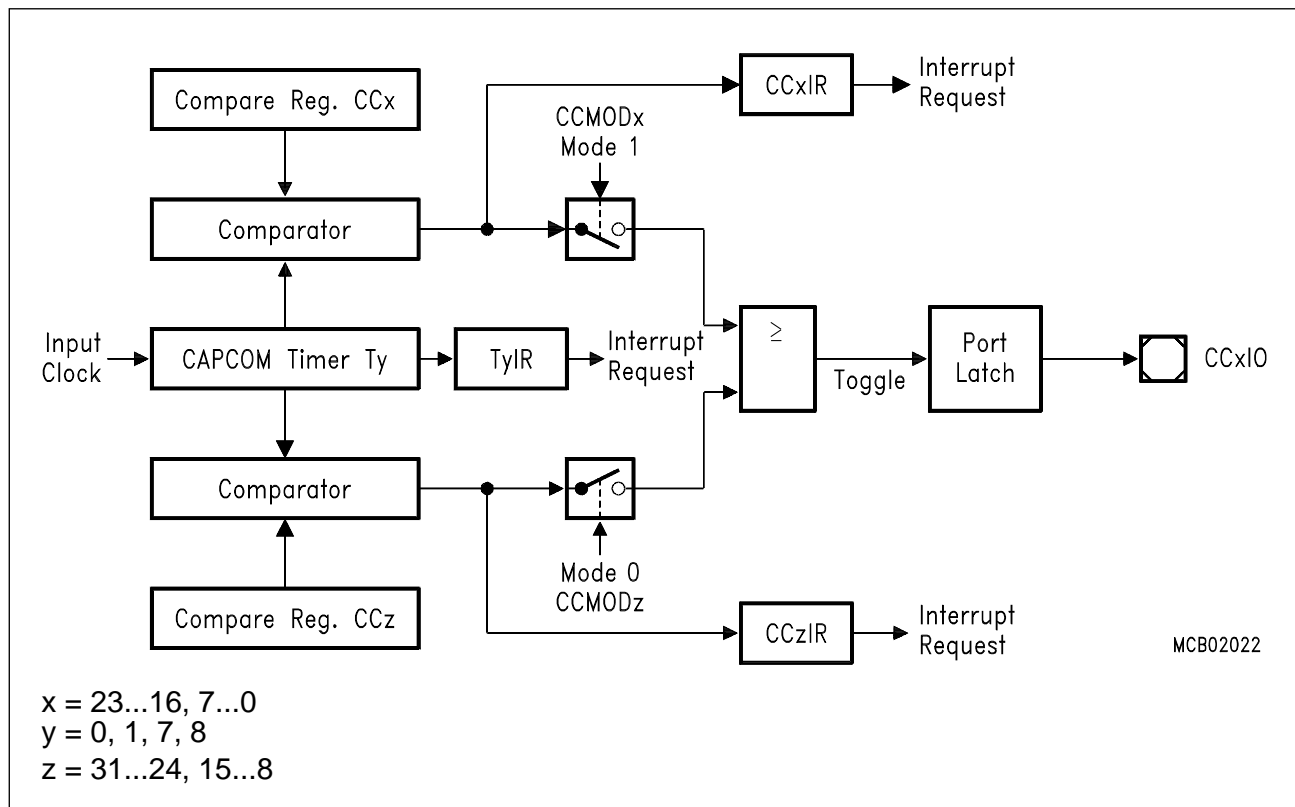 Compare Reg. CCx
CCMODx
Mode 1
CCxIR
Interrupt
Request
Comparator
Input
Clock
CAPCOM Timer Ty
TyIR
Interrupt
Request
≥
Toggle
Port
Latch
CCxIO
Comparator
Mode 0
CCMODz
Compare Reg. CCz
CCzIR
Interrupt
Request
MCB02022
x = 23...16, 7...0
y = 0, 1, 7, 8
z = 31...24, 15...8